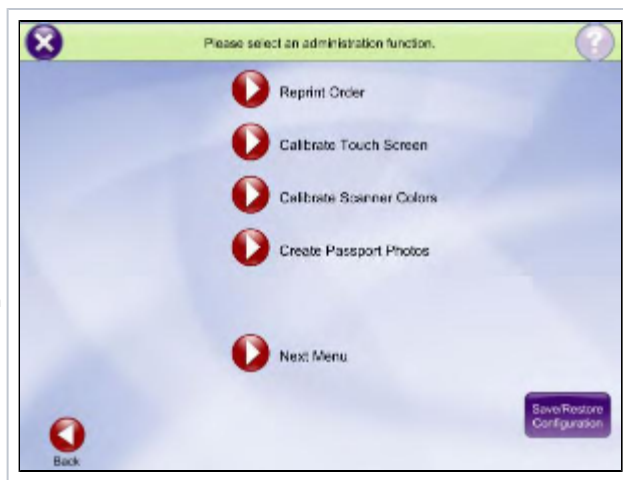 Please select an administration function.
?
Reprint Order
Calibrate Touch Screen
Calibrate Scanner Colors
Create Passport Photos
Next Menu
Save/Restore
Configuration
Back